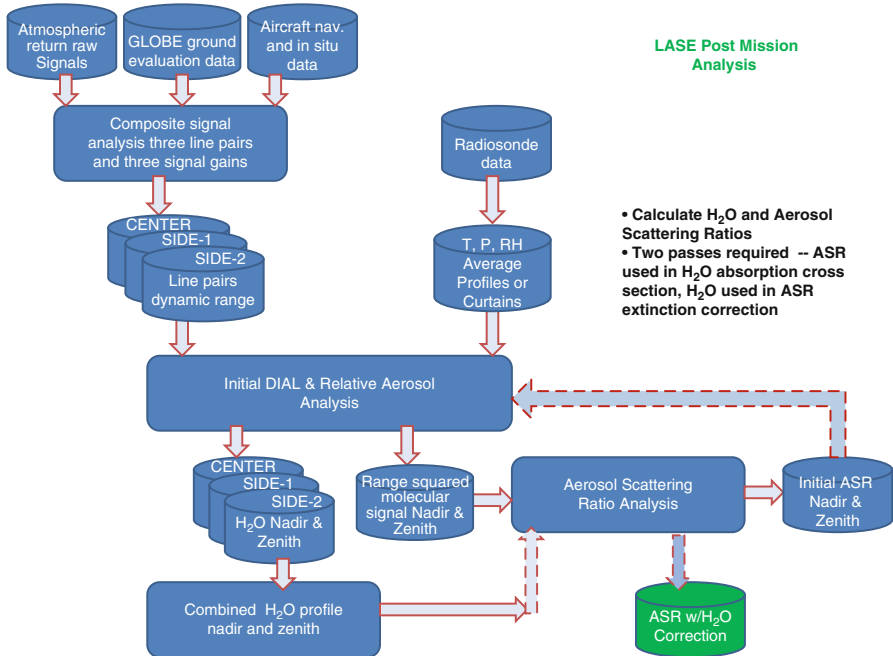 Atmospheric
return raw
Signals
GLOBE ground
evaluation data
Aircraft nav.
and in situ
data
LASE Post Mission
Analysis
Composite signal
analysis three line pairs
and three signal gains
Radiosonde
data
CENTER
SIDE-1
SIDE-2
Line pairs
dynamic range
T, P, RH
Average
Profiles or
Curtains
• Calculate H₂O and Aerosol
Scattering Ratios
• Two passes required -- ASR
used in H₂O absorption cross
section, H₂O used in ASR
extinction correction
Initial DIAL & Relative Aerosol
Analysis
CENTER
SIDE-1
SIDE-2
H₂O Nadir &
Zenith
Range squared
molecular
signal Nadir &
Zenith
Aerosol Scattering
Ratio Analysis
Initial ASR
Nadir &
Zenith
Combined H₂O profile
nadir and zenith
ASR w/H₂O
Correction